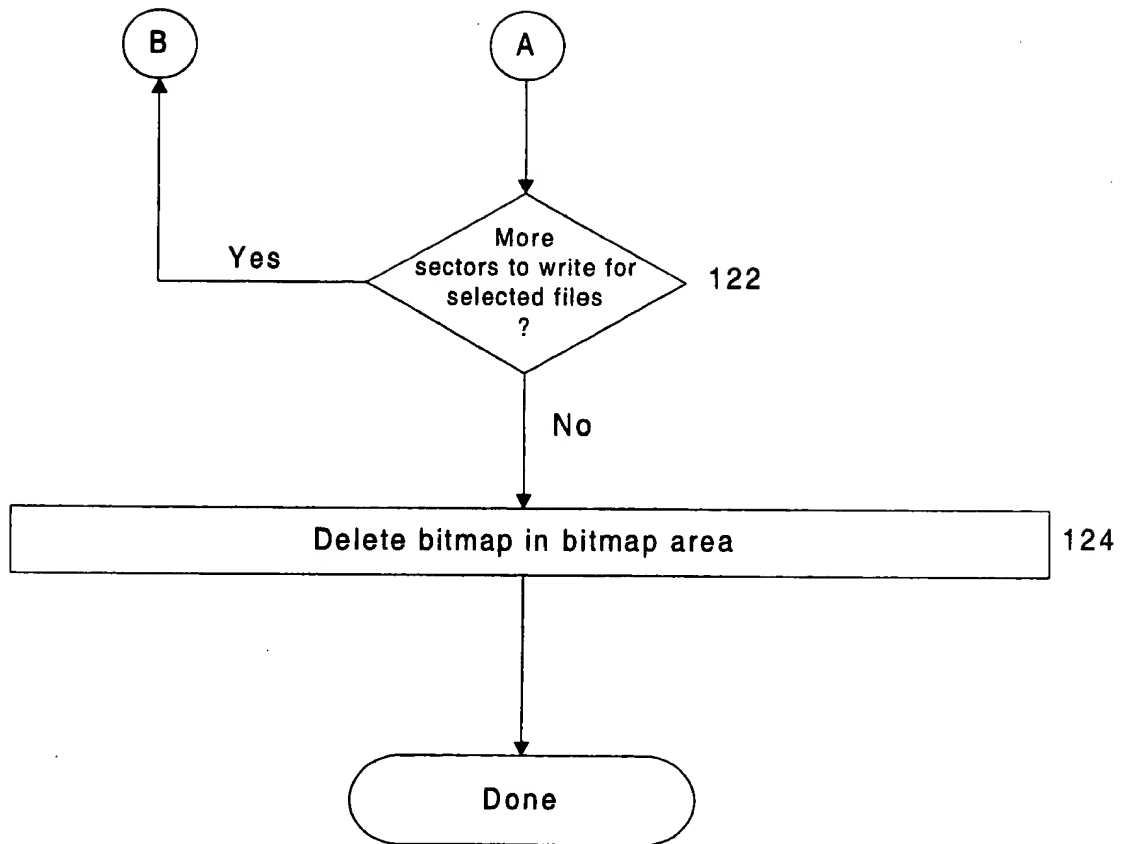 B
A
More
sectors to write for
selected files
?
122
Yes
No
Delete bitmap in bitmap area
124
Done